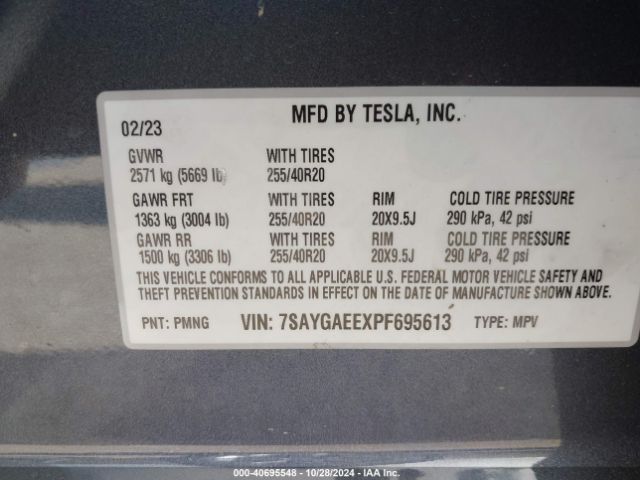 MFD BY TESLA, INC.
02/23
GVWR WITH TIRES
2571 kg (5669 lb) 255/40R20
GAWR FRT WITH TIRES RIM COLD TIRE PRESSURE
1363 kg (3004 lb) 255/40R20 20X9.5J 290 kPa, 42 psi
GAWR RR WITH TIRES RIM COLD TIRE PRESSURE
1500 kg (3306 lb) 255/40R20 20X9.5J 290 kPa, 42 psi
THIS VEHICLE CONFORMS TO ALL APPLICABLE U.S. FEDERAL MOTOR VEHICLE SAFETY AND
THEFT PREVENTION STANDARDS IN EFFECT ON THE DATE OF MANUFACTURE SHOWN ABOVE.
PNT: PMNG VIN: 7SAYGAEEXPF695613 TYPE: MPV
000-40695548 - 10/28/2024 - IAA Inc.